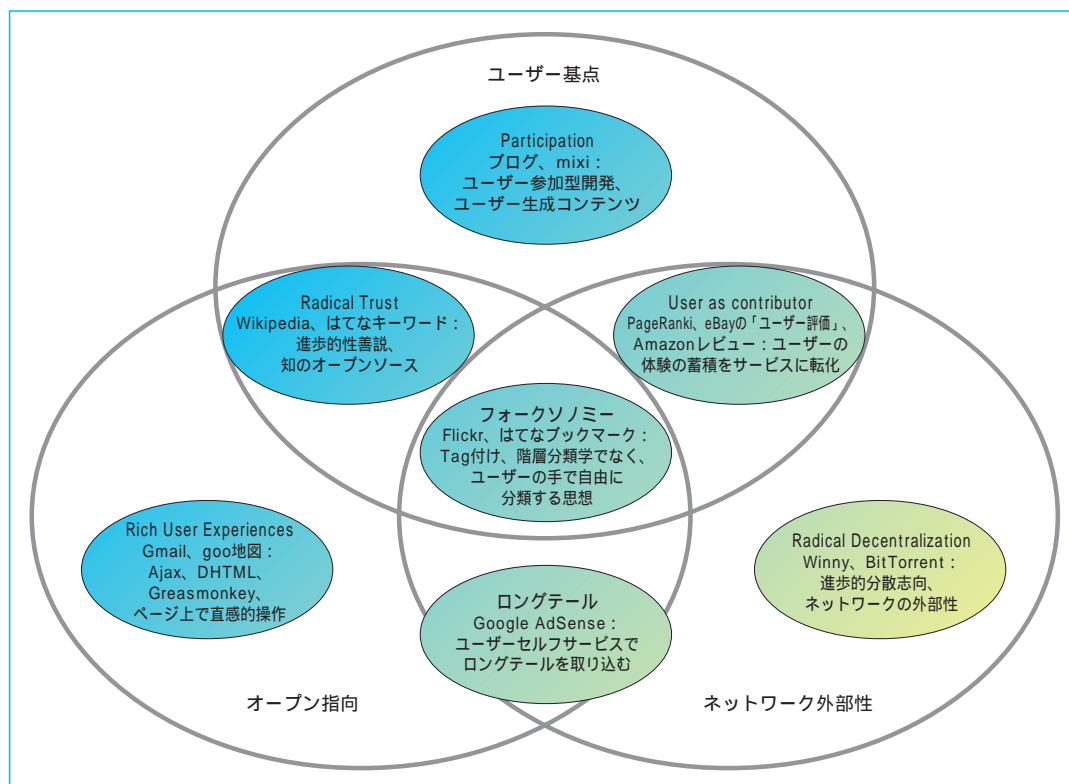 ユーザー基点
Participation
ブログ、mixi：
ユーザー参加型開発、
ユーザー生成コンテンツ
Radical Trust
Wikipedia、はてなキーワード：
進歩的性善説、
知のオープンソース
User as contributor
PageRanki、eBayの「ユーザー評価」、
Amazonレビュー：ユーザーの
体験の蓄積をサービスに転化
フォークソノミー
Flickr、はてなブックマーク：
Tag付け、階層分類学でなく、
ユーザーの手で自由に
分類する思想
Rich User Experiences
Gmail、goo地図：
Ajax、DHTML、
Greasmonkey、
ページ上で直感的操作
Radical Decentralization
Winny、BitTorrent：
進歩的分散志向、
ネットワークの外部性
ロングテール
Google AdSense：
ユーザーセルフサービスで
ロングテールを取り込む
オープン指向
ネットワーク外部性